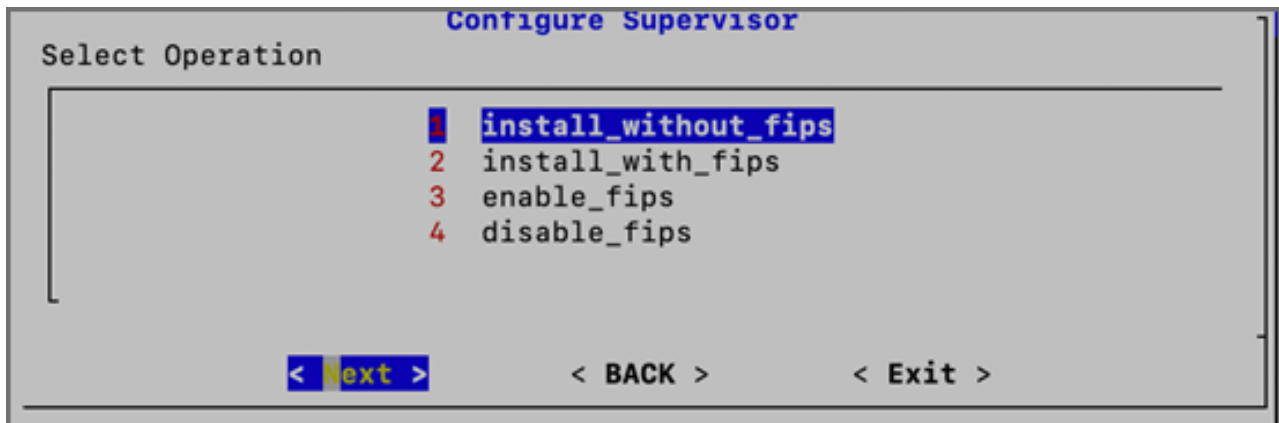 Configure Supervisor
Select Operation
1 install_without_fips
2 install_with_fips
3 enable_fips
4 disable_fips
< Next > < BACK > < Exit >